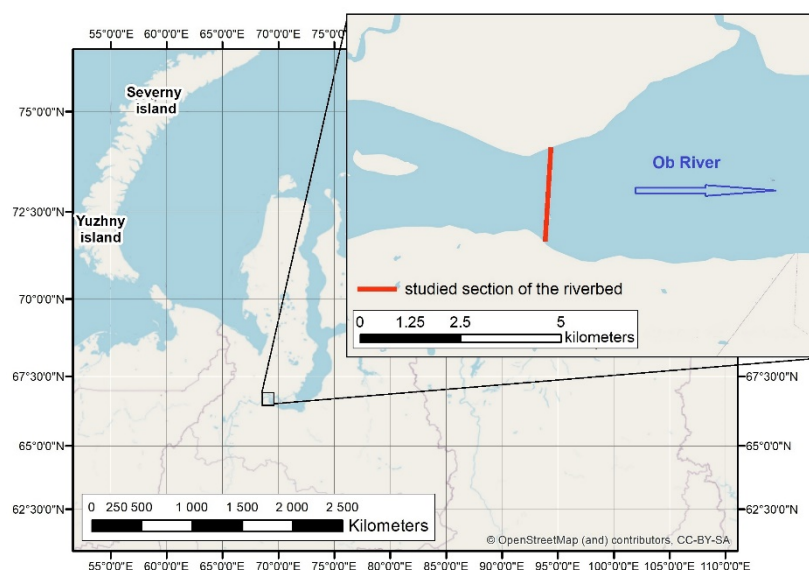 55°0'0"E 60°0'0"E 65°0'0"E 70°0'0"E 75°0'0"
75°0'0"N
Severny
island
72°30'0"N
Yuzhny
island
70°0'0"N
67°30'0"N
65°0'0"N
62°30'0"N
Ob River
studied section of the riverbed
0 1.25 2.5 5
kilometers
67°30'0"N
65°0'0"N
62°30'0"N
0 250 500 1 000 1 500 2 000 2 500
Kilometers
© OpenStreetMap (and) contributors, CC-BY-SA
55°0'0"E 60°0'0"E 65°0'0"E 70°0'0"E 75°0'0"E 80°0'0"E 85°0'0"E 90°0'0"E 95°0'0"E 100°0'0"E 105°0'0"E 110°0'0"E